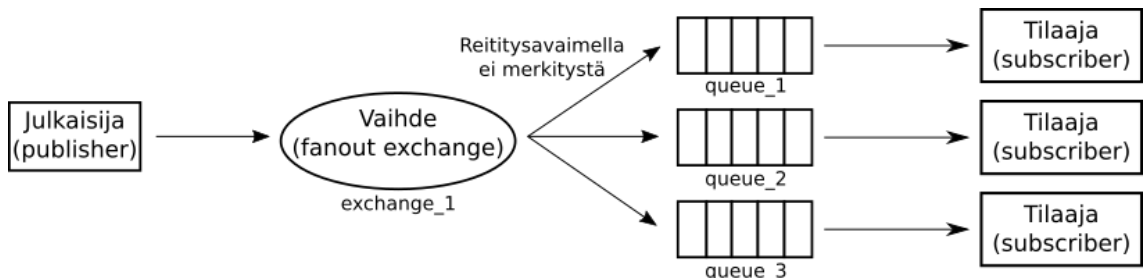 Julkaisija
(publisher)
Vaihde
(fanout exchange)
exchange_1
Reititysavaimella
ei merkitystä
queue_1
queue_2
queue_3
Tilaaja
(subscriber)
Tilaaja
(subscriber)
Tilaaja
(subscriber)